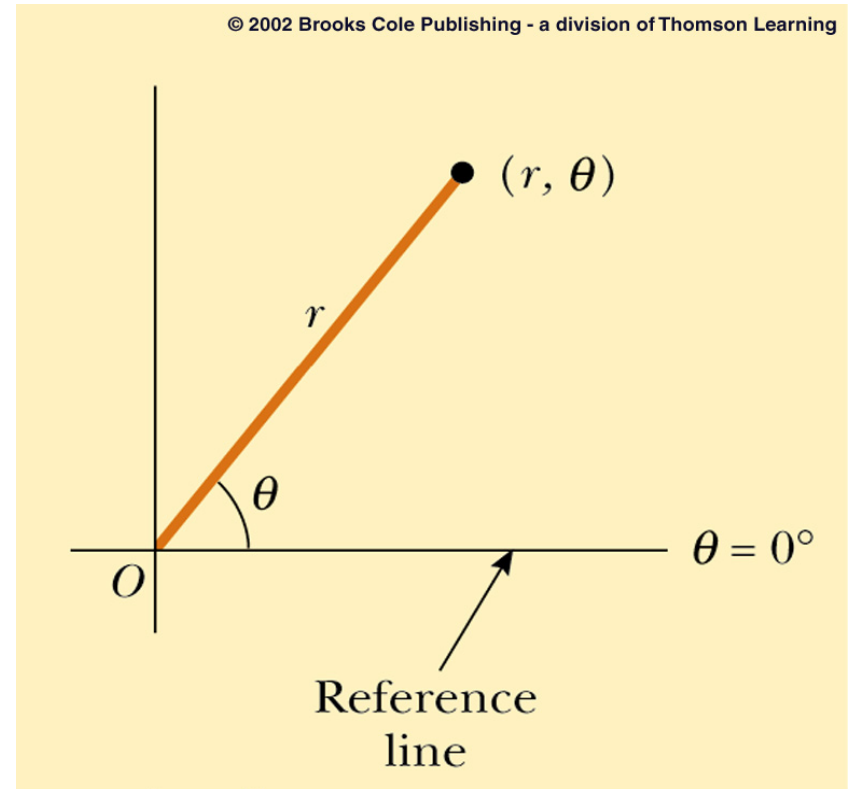 © 2002 Brooks Cole Publishing - a division of Thomson Learning
(r, θ)
r
θ
θ = 0°
O
Reference
line